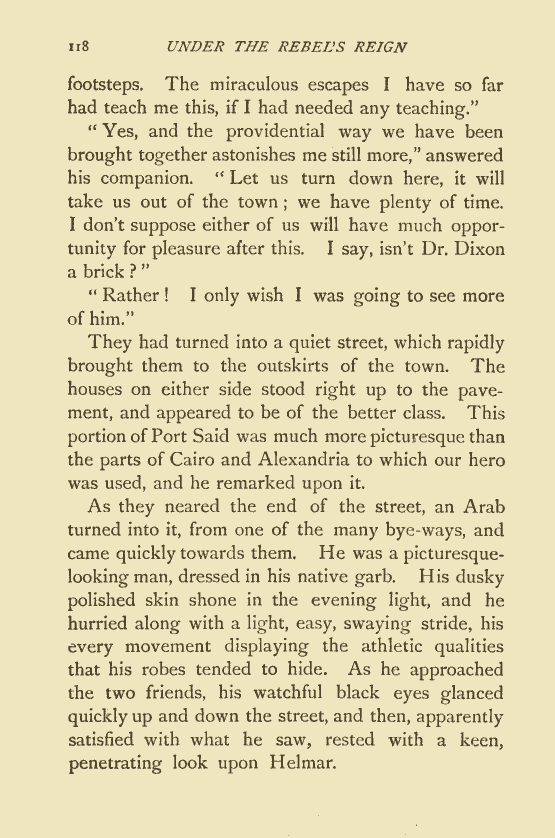 118 UNDER THE REBEL'S REIGN
footsteps. The miraculous escapes I have so far
had teach me this, if I had needed any teaching."
" Yes, and the providential way we have been
brought together astonishes me still more," answered
his companion. " Let us turn down here, it will
take us out of the town ; we have plenty of time.
I don't suppose either of us will have much oppor-
tunity for pleasure after this. I say, isn't Dr. Dixon
a brick ? "
" Rather ! I only wish I was going to see more
of him."
They had turned into a quiet street, which rapidly
brought them to the outskirts of the town. The
houses on either side stood right up to the pave-
ment, and appeared to be of the better class. This
portion of Port Said was much more picturesque than
the parts of Cairo and Alexandria to which our hero
was used, and he remarked upon it.
As they neared the end of the street, an Arab
turned into it, from one of the many bye-ways, and
came quickly towards them. He was a picturesque-
looking man, dressed in his native garb. His dusky
polished skin shone in the evening light, and he
hurried along with a light, easy, swaying stride, his
every movement displaying the athletic qualities
that his robes tended to hide. As he approached
the two friends, his watchful black eyes glanced
quickly up and down the street, and then, apparently
satisfied with what he saw, rested with a keen,
penetrating look upon Helmar.